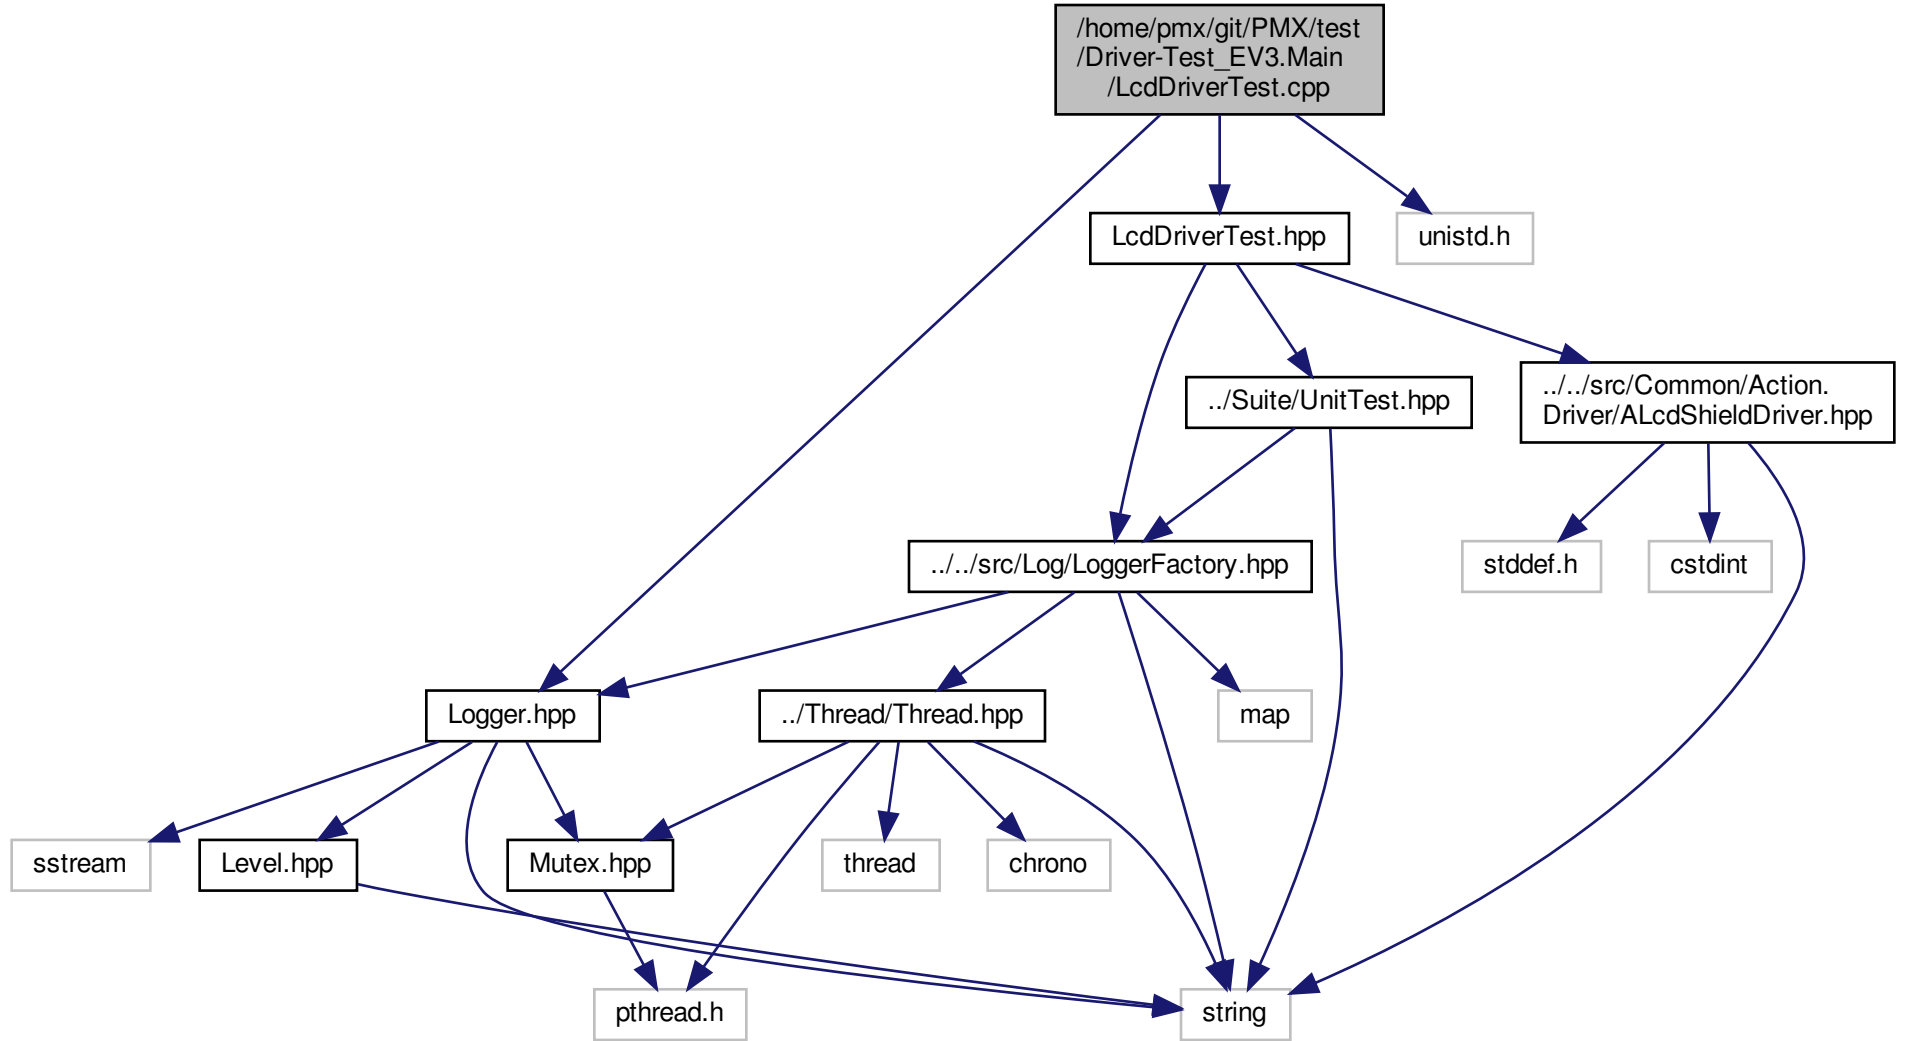 /home/pmx/git/PMX/test
/Driver-Test_EV3.Main
/LcdDriverTest.cpp
LcdDriverTest.hpp
unistd.h
../Suite/UnitTest.hpp
../../src/Common/Action.
Driver/ALcdShieldDriver.hpp
../../src/Log/LoggerFactory.hpp
stddef.h
cstdint
Logger.hpp
../Thread/Thread.hpp
map
sstream
Level.hpp
Mutex.hpp
thread
chrono
pthread.h
string